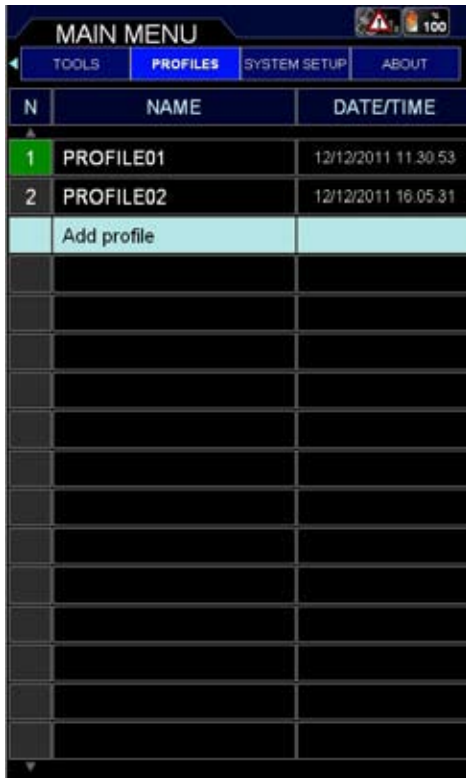 MAIN MENU
%
100
TOOLS PROFILES SYSTEM SETUP ABOUT
N NAME DATE/TIME
1 PROFILE01 12/12/2011 11.30.53
2 PROFILE02 12/12/2011 16.05.31
Add profile